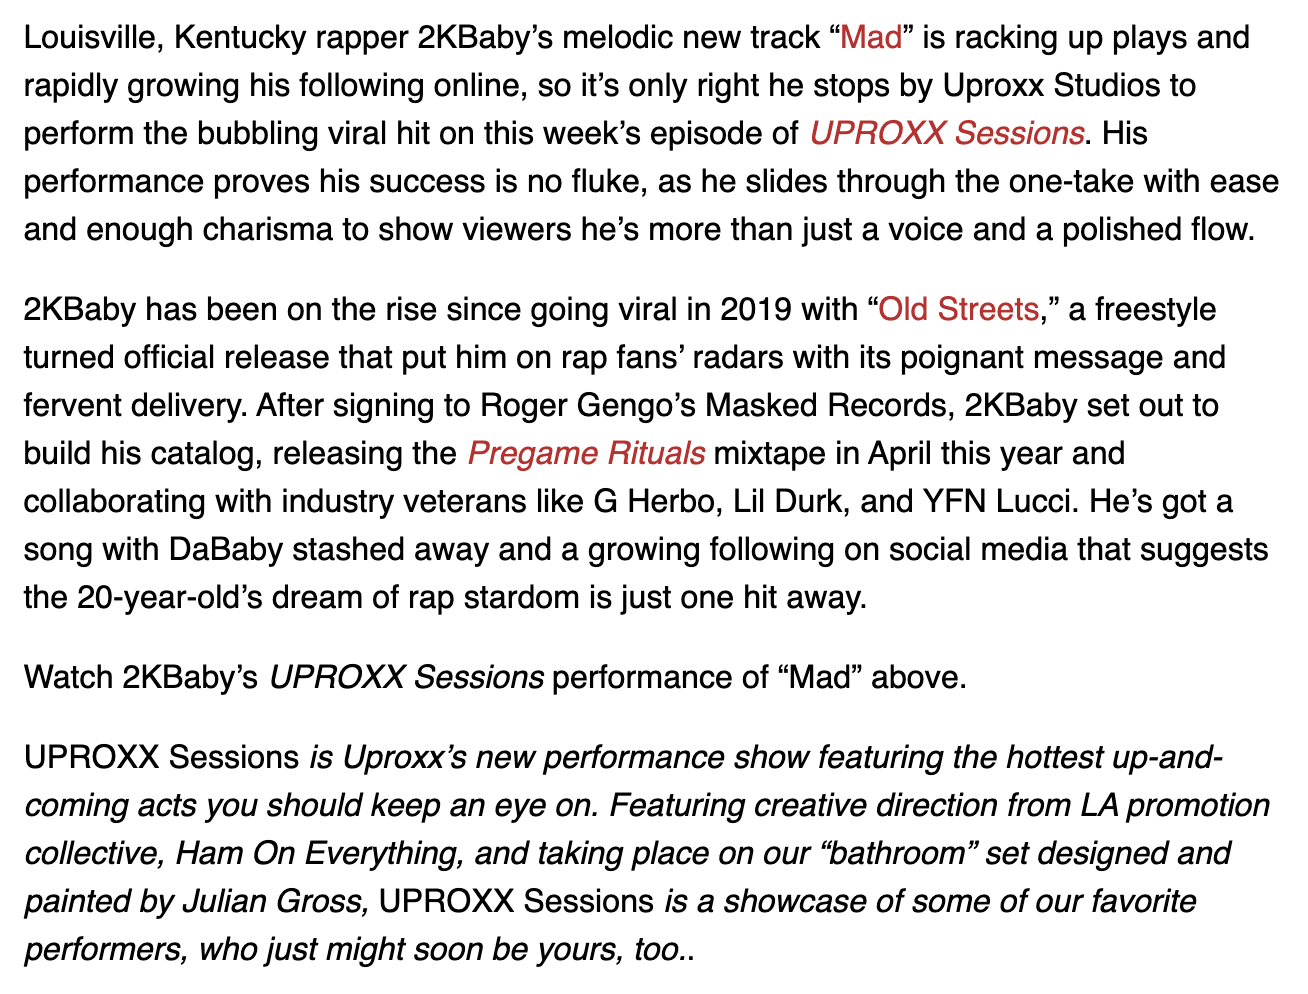 Louisville, Kentucky rapper 2KBaby’s melodic new track “Mad” is racking up plays and
rapidly growing his following online, so it’s only right he stops by Uproxx Studios to
perform the bubbling viral hit on this week’s episode of UPROXX Sessions. His
performance proves his success is no fluke, as he slides through the one-take with ease
and enough charisma to show viewers he’s more than just a voice and a polished flow.
2KBaby has been on the rise since going viral in 2019 with “Old Streets,” a freestyle
turned official release that put him on rap fans’ radars with its poignant message and
fervent delivery. After signing to Roger Gengo’s Masked Records, 2KBaby set out to
build his catalog, releasing the Pregame Rituals mixtape in April this year and
collaborating with industry veterans like G Herbo, Lil Durk, and YFN Lucci. He’s got a
song with DaBaby stashed away and a growing following on social media that suggests
the 20-year-old’s dream of rap stardom is just one hit away.
Watch 2KBaby’s UPROXX Sessions performance of “Mad” above.
UPROXX Sessions is Uproxx’s new performance show featuring the hottest up-and-
coming acts you should keep an eye on. Featuring creative direction from LA promotion
collective, Ham On Everything, and taking place on our “bathroom” set designed and
painted by Julian Gross, UPROXX Sessions is a showcase of some of our favorite
performers, who just might soon be yours, too..